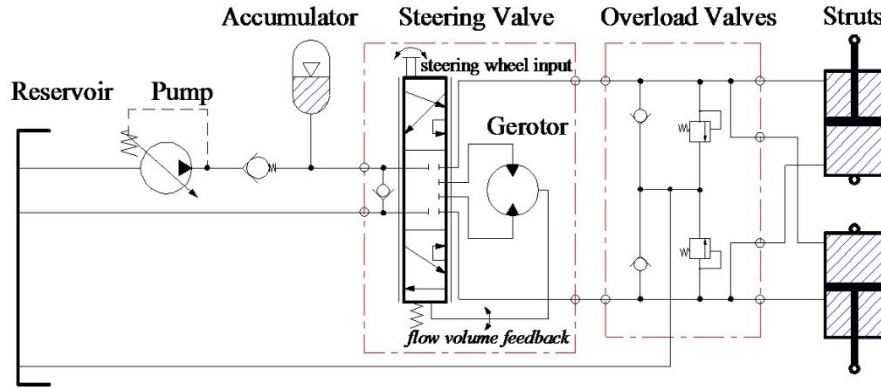 Accumulator
Steering Valve
Overload Valves
Struts
steering wheel input
Reservoir
Pump
Gerotor
flow volume feedback